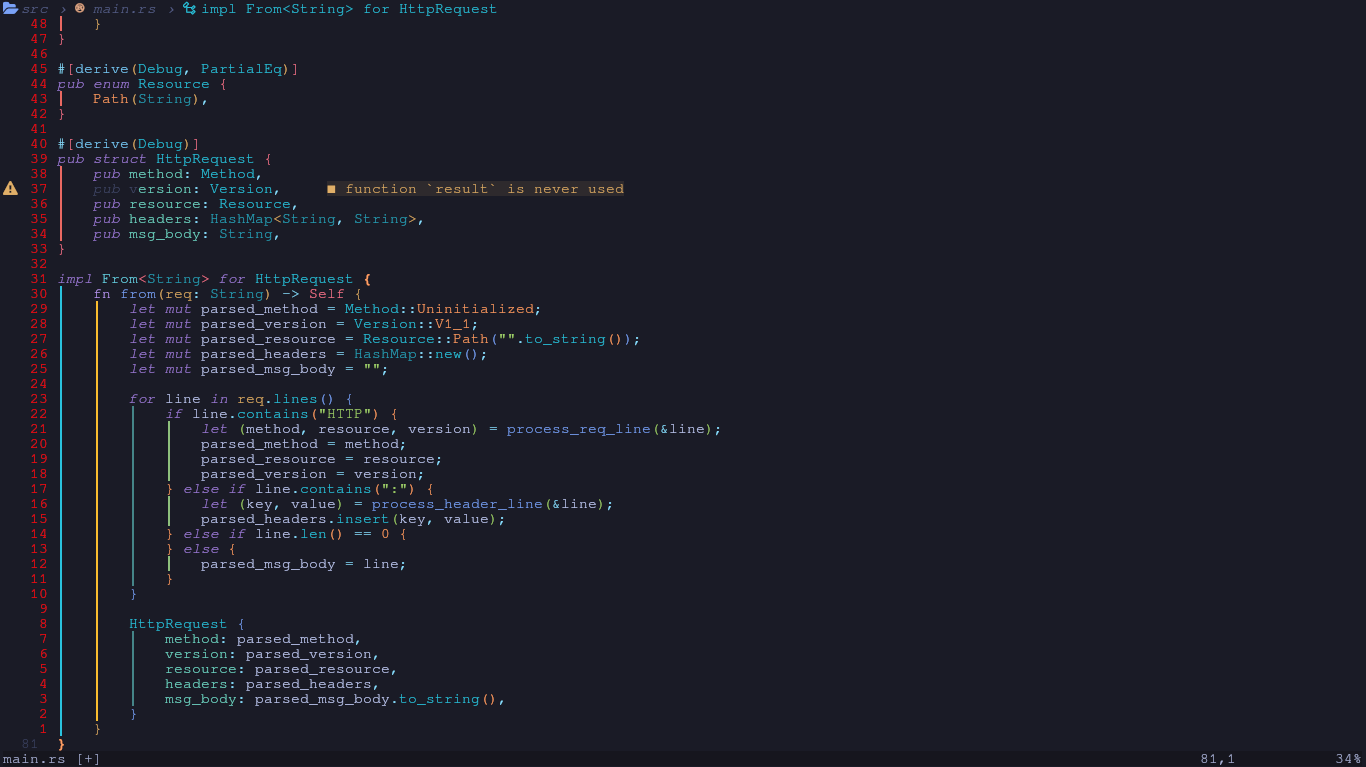 src › main.rs › impl From<String> for HttpRequest
48     }
47 }
46
45 #[derive(Debug, PartialEq)]
44 pub enum Resource {
43     Path(String),
42 }
41
40 #[derive(Debug)]
39 pub struct HttpRequest {
38     pub method: Method,
37     pub version: Version,     ■ function `result` is never used
36     pub resource: Resource,
35     pub headers: HashMap<String, String>,
34     pub msg_body: String,
33 }
32
31 impl From<String> for HttpRequest {
30     fn from(req: String) -> Self {
29         let mut parsed_method = Method::Uninitialized;
28         let mut parsed_version = Version::V1_1;
27         let mut parsed_resource = Resource::Path("".to_string());
26         let mut parsed_headers = HashMap::new();
25         let mut parsed_msg_body = "";
24
23         for line in req.lines() {
22             if line.contains("HTTP") {
21                 let (method, resource, version) = process_req_line(&line);
20                 parsed_method = method;
19                 parsed_resource = resource;
18                 parsed_version = version;
17             } else if line.contains(":") {
16                 let (key, value) = process_header_line(&line);
15                 parsed_headers.insert(key, value);
14             } else if line.len() == 0 {
13             } else {
12                 parsed_msg_body = line;
11             }
10         }
9
8         HttpRequest {
7             method: parsed_method,
6             version: parsed_version,
5             resource: parsed_resource,
4             headers: parsed_headers,
3             msg_body: parsed_msg_body.to_string(),
2         }
1     }
81 }
main.rs [+] 81,1 34%